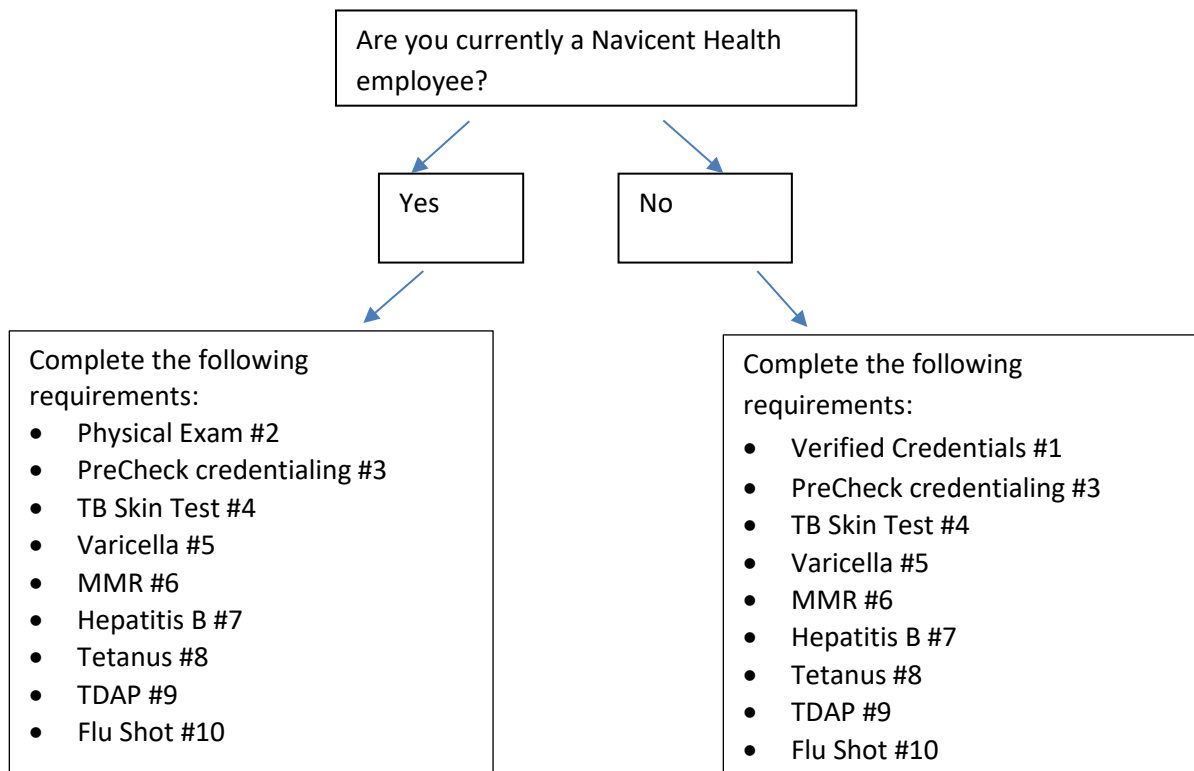 Are you currently a Navicent Health
employee?
Yes
No
Complete the following
requirements:
• Physical Exam #2
• PreCheck credentialing #3
• TB Skin Test #4
• Varicella #5
• MMR #6
• Hepatitis B #7
• Tetanus #8
• TDAP #9
• Flu Shot #10
Complete the following
requirements:
• Verified Credentials #1
• PreCheck credentialing #3
• TB Skin Test #4
• Varicella #5
• MMR #6
• Hepatitis B #7
• Tetanus #8
• TDAP #9
• Flu Shot #10